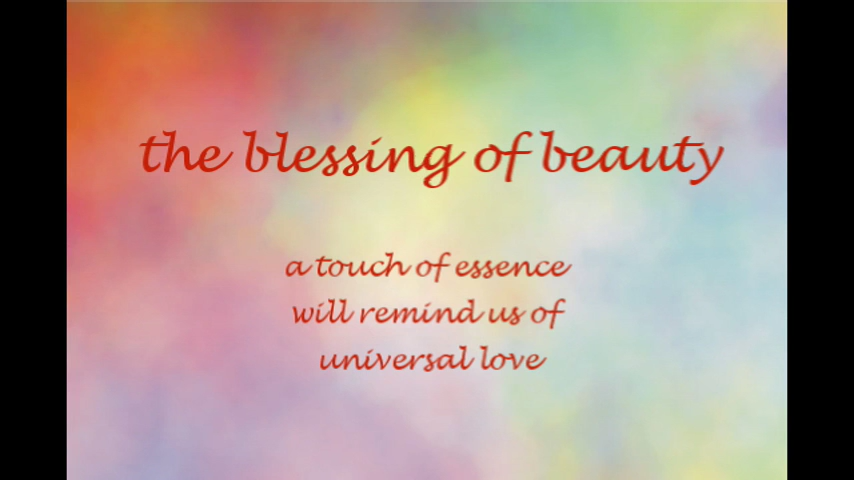 the blessing of beauty
a touch of essence
will remind us of
universal love